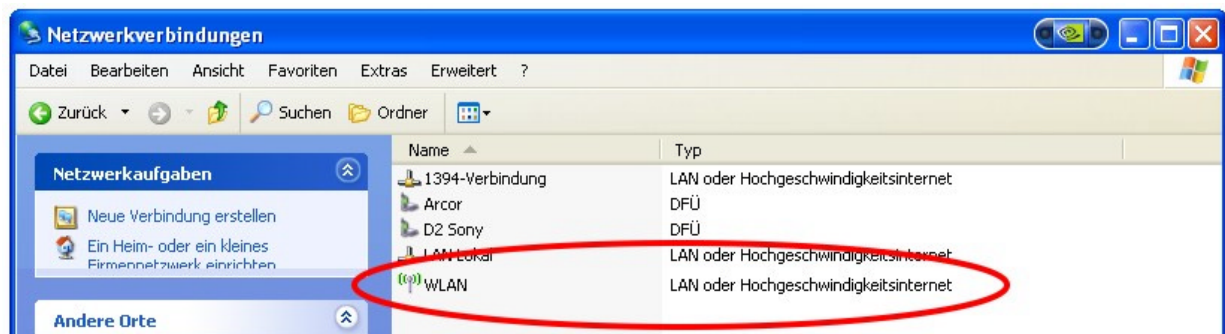 Netzwerkverbindungen
Datei Bearbeiten Ansicht Favoriten Extras Erweitert ?
Zurück Suchen Ordner
Netzwerkaufgaben
Neue Verbindung erstellen
Ein Heim- oder ein kleines
Firmennetzwerk einrichten
Andere Orte
Name Typ
1394-Verbindung LAN oder Hochgeschwindigkeitsinternet
Arcor DFÜ
D2 Sony DFÜ
LAN Lokal LAN oder Hochgeschwindigkeitsinternet
WLAN LAN oder Hochgeschwindigkeitsinternet